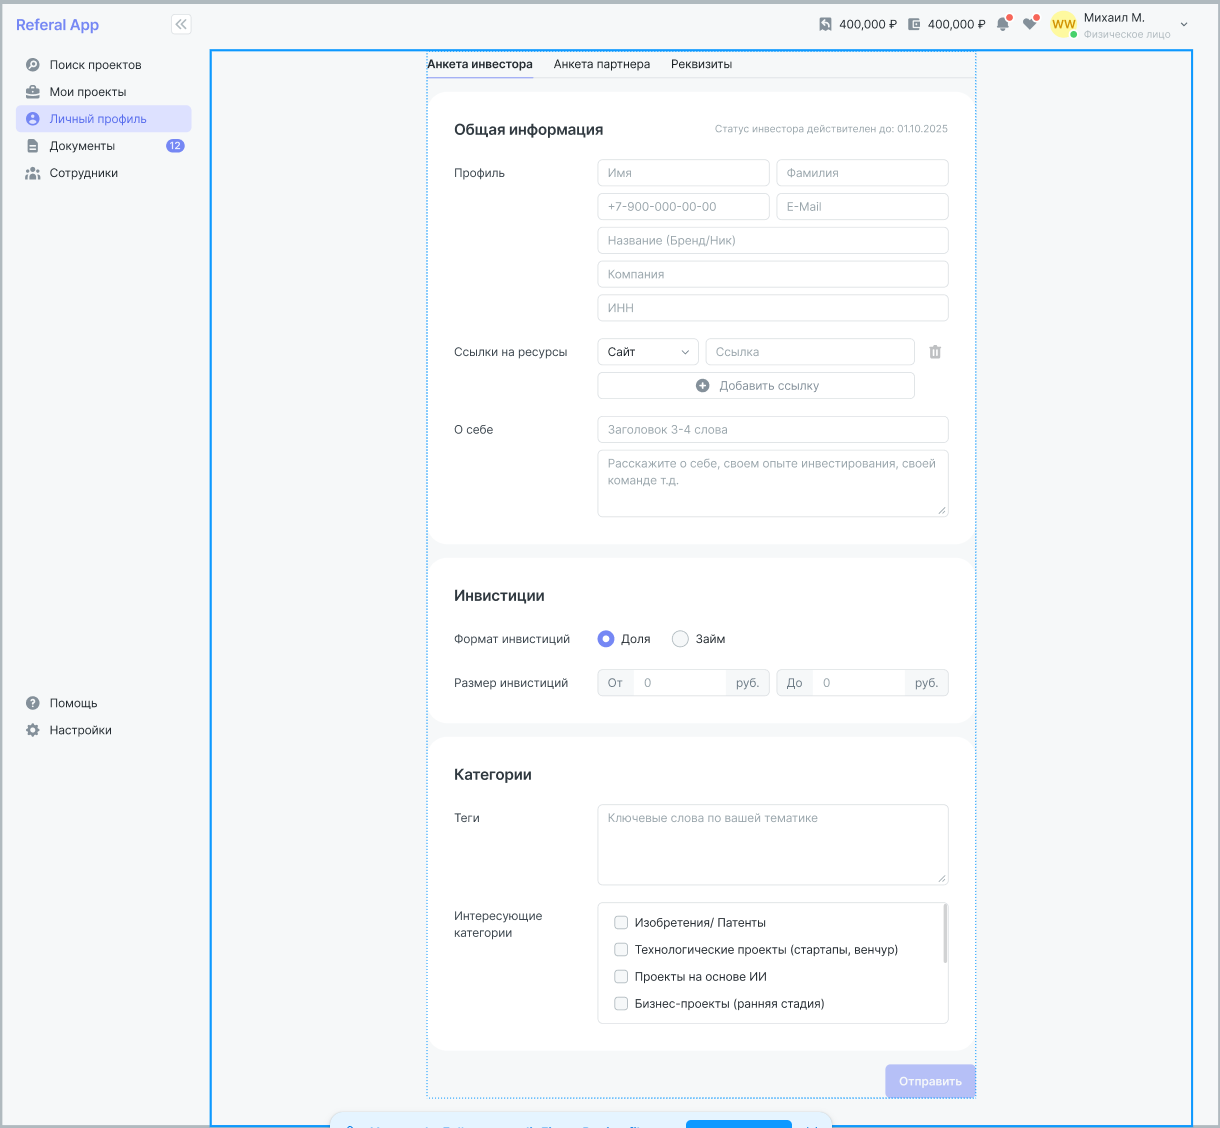 Referal App
400,000 ₽
400,000 ₽
WW
Михаил М.
Физическое лицо
Поиск проектов
Мои проекты
Личный профиль
Документы
12
Сотрудники
Помощь
Настройки
Анкета инвестора
Анкета партнера
Реквизиты
Общая информация
Статус инвестора действителен до: 01.10.2025
Профиль
Имя
Фамилия
+7-900-000-00-00
E-Mail
Название (Бренд/Ник)
Компания
ИНН
Ссылки на ресурсы
Сайт
Ссылка
Добавить ссылку
О себе
Заголовок 3-4 слова
Расскажите о себе, своем опыте инвестирования, своей
команде т.д.
Инвестиции
Формат инвестиций
Доля
Займ
Размер инвестиций
От
0
руб.
До
0
руб.
Категории
Теги
Ключевые слова по вашей тематике
Интересующие
категории
Изобретения/ Патенты
Технологические проекты (стартапы, венчур)
Проекты на основе ИИ
Бизнес-проекты (ранняя стадия)
Отправить